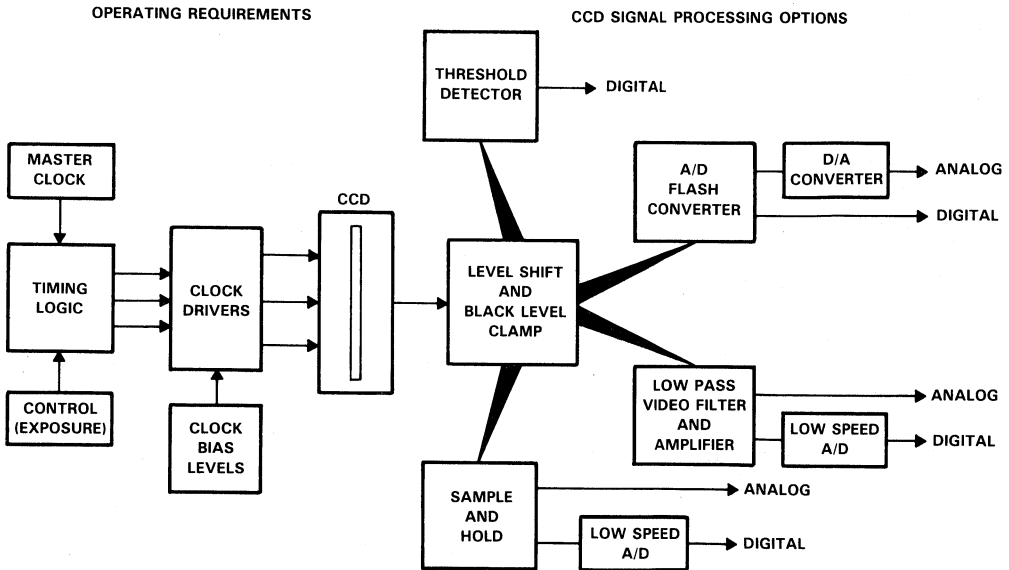 OPERATING REQUIREMENTS
CCD SIGNAL PROCESSING OPTIONS
MASTER
CLOCK
TIMING
LOGIC
CONTROL
(EXPOSURE)
CLOCK
DRIVERS
CLOCK
BIAS
LEVELS
CCD
LEVEL SHIFT
AND
BLACK LEVEL
CLAMP
THRESHOLD
DETECTOR
DIGITAL
A/D
FLASH
CONVERTER
D/A
CONVERTER
ANALOG
DIGITAL
LOW PASS
VIDEO FILTER
AND
AMPLIFIER
ANALOG
LOW SPEED
A/D
DIGITAL
SAMPLE
AND
HOLD
ANALOG
LOW SPEED
A/D
DIGITAL